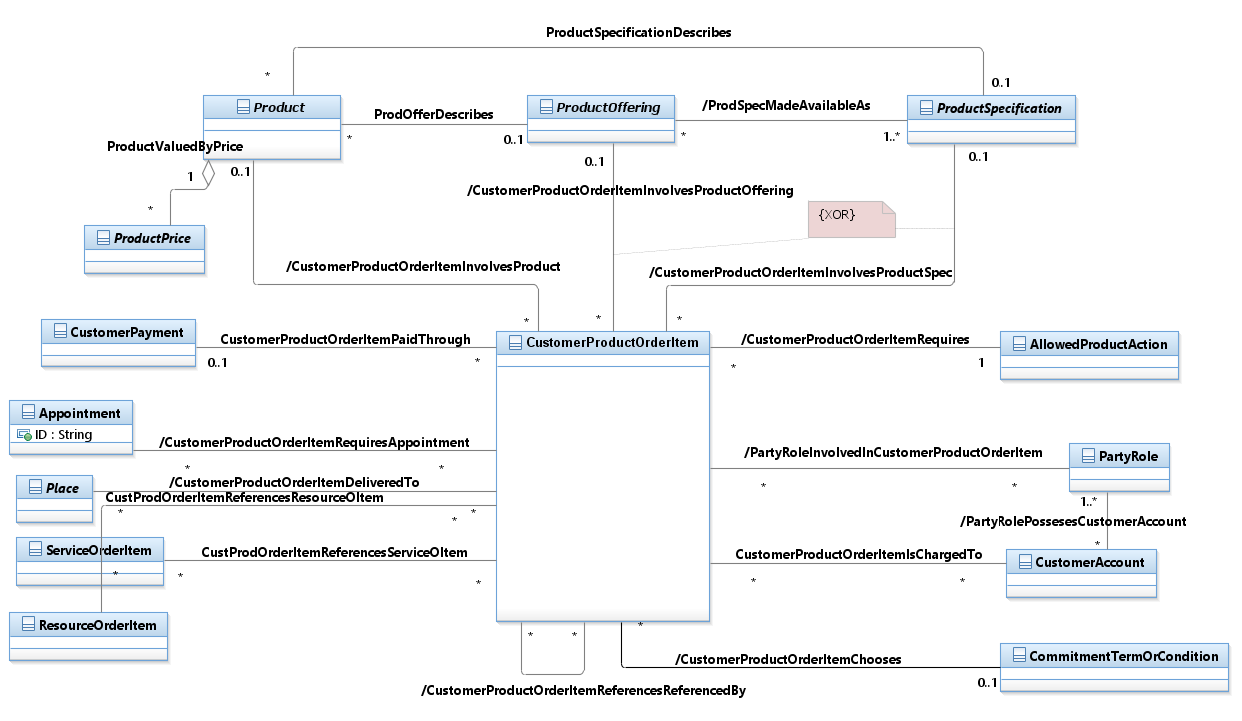 ProductSpecificationDescribes
*
0..1
Product
ProductOffering
ProductSpecification
ProdOfferDescribes
/ProdSpecMadeAvailableAs
*
0..1
*
1..*
ProductValuedByPrice
1
0..1
0..1
0..1
*
/CustomerProductOrderItemInvolvesProductOffering
{XOR}
ProductPrice
/CustomerProductOrderItemInvolvesProduct
/CustomerProductOrderItemInvolvesProductSpec
*
*
*
CustomerPayment
CustomerProductOrderItemPaidThrough
CustomerProductOrderItem
/CustomerProductOrderItemRequires
AllowedProductAction
0..1
*
*
1
Appointment
ID : String
/CustomerProductOrderItemRequiresAppointment
/PartyRoleInvolvedInCustomerProductOrderItem
PartyRole
*
*
Place
/CustomerProductOrderItemDeliveredTo
*
*
CustProdOrderItemReferencesResourceOItem
1..*
*
*
*
/PartyRolePossesesCustomerAccount
*
ServiceOrderItem
CustProdOrderItemReferencesServiceOItem
CustomerProductOrderItemIsChargedTo
CustomerAccount
*
*
*
*
*
ResourceOrderItem
*
*
*
/CustomerProductOrderItemChooses
CommitmentTermOrCondition
0..1
/CustomerProductOrderItemReferencesReferencedBy